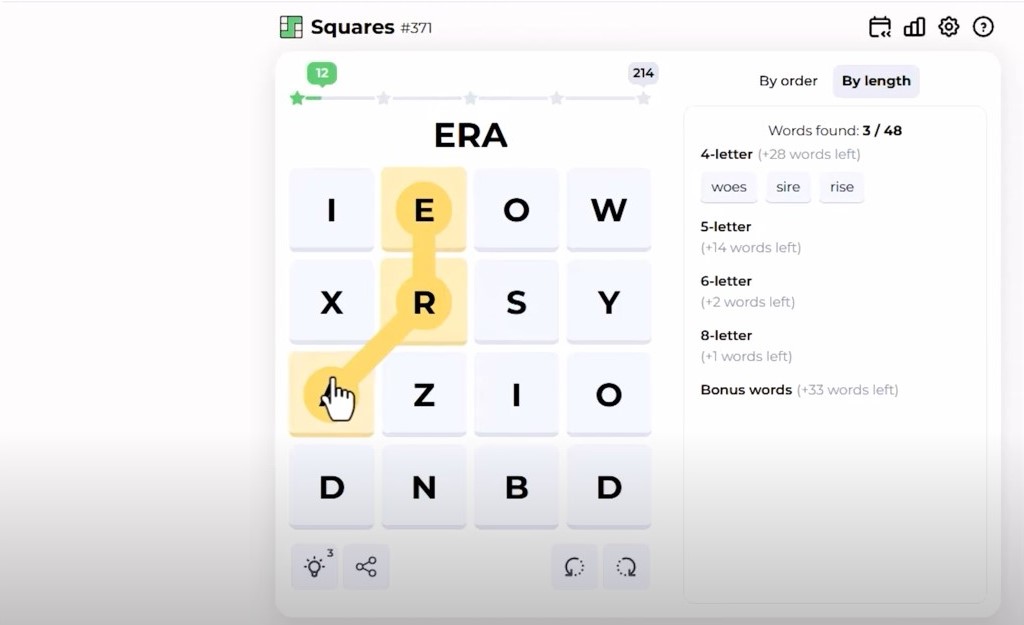 Squares #371
12
214
ERA
I E O W
X R S Y
Z I O
D N B D
3
By order By length
Words found: 3 / 48
4-letter (+28 words left)
woes sire rise
5-letter
(+14 words left)
6-letter
(+2 words left)
8-letter
(+1 words left)
Bonus words (+33 words left)